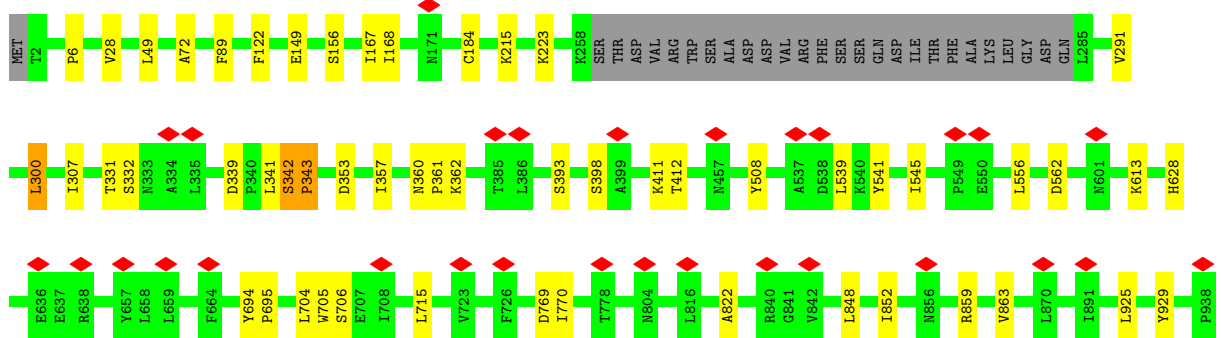 MET T2 P6 V28 L49 A72 F89 F122 E149 S156 I167 I168 N171 C184 K215 K223 K258 SER THR ASP VAL ARG TRP SER ALA ASP ASP VAL ARG PHE SER SER GLN ASP ILE THR PHE ALA LYS LEU GLY ASP GLN L285 V291
L300 I307 T331 S332 N333 A334 L335 D339 P340 L341 S342 P343 D353 I357 N360 P361 K362 T385 L386 S393 S398 A399 K411 T412 N457 Y508 A537 D538 L539 K540 Y541 I545 P549 E550 L556 D562 N601 K613 H628
E636 E637 R638 Y657 L658 L659 F664 Y694 P695 L704 W705 S706 E707 I708 L715 V723 F726 D769 I770 T778 N804 L816 A822 R840 G841 V842 L848 I852 N856 R859 V863 L870 I891 L925 Y929 P938